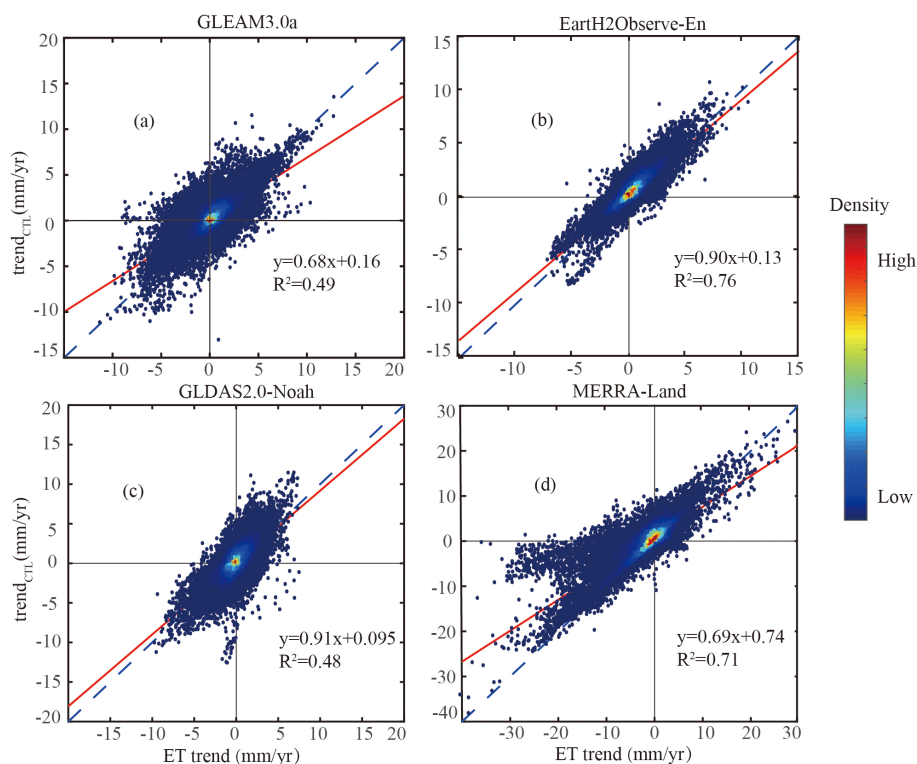 GLEAM3.0a
EartH2Observe-En
20
15
10
5
0
-5
-10
-15
-10
0
10
20
trend_CTL (mm/yr)
(a)
y=0.68x+0.16
R²=0.49
15
10
5
0
-5
-10
-15
-10
-5
0
5
10
15
(b)
y=0.90x+0.13
R²=0.76
Density
High
Low
GLDAS2.0-Noah
MERRA-Land
20
15
10
5
0
-5
-10
-15
-20
-15
-10
-5
0
5
10
15
20
trend_CTL (mm/yr)
ET trend (mm/yr)
(c)
y=0.91x+0.095
R²=0.48
30
20
10
0
-10
-20
-30
-40
-30
-20
-10
0
10
20
30
ET trend (mm/yr)
(d)
y=0.69x+0.74
R²=0.71